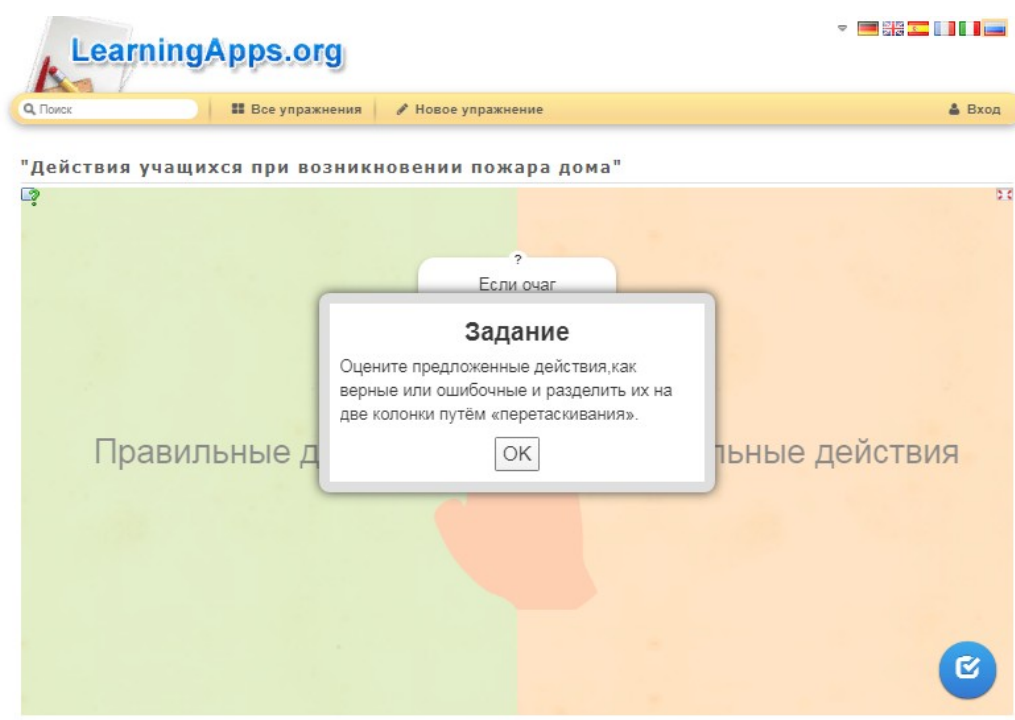 LearningApps.org
Поиск
Все упражнения
Новое упражнение
Вход
"Действия учащихся при возникновении пожара дома"
?
Если очаг
Задание
Оцените предложенные действия,как
верные или ошибочные и разделить их на
две колонки путём «перетаскивания».
OK
Правильные д
льные действия